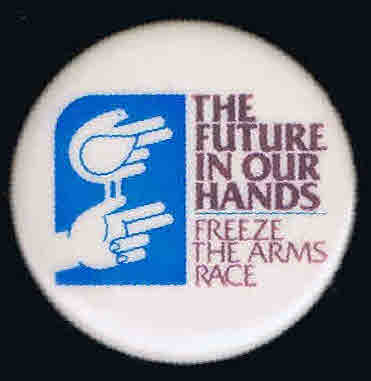 THE
FUTURE
IN OUR
HANDS
FREEZE
THE ARMS
RACE